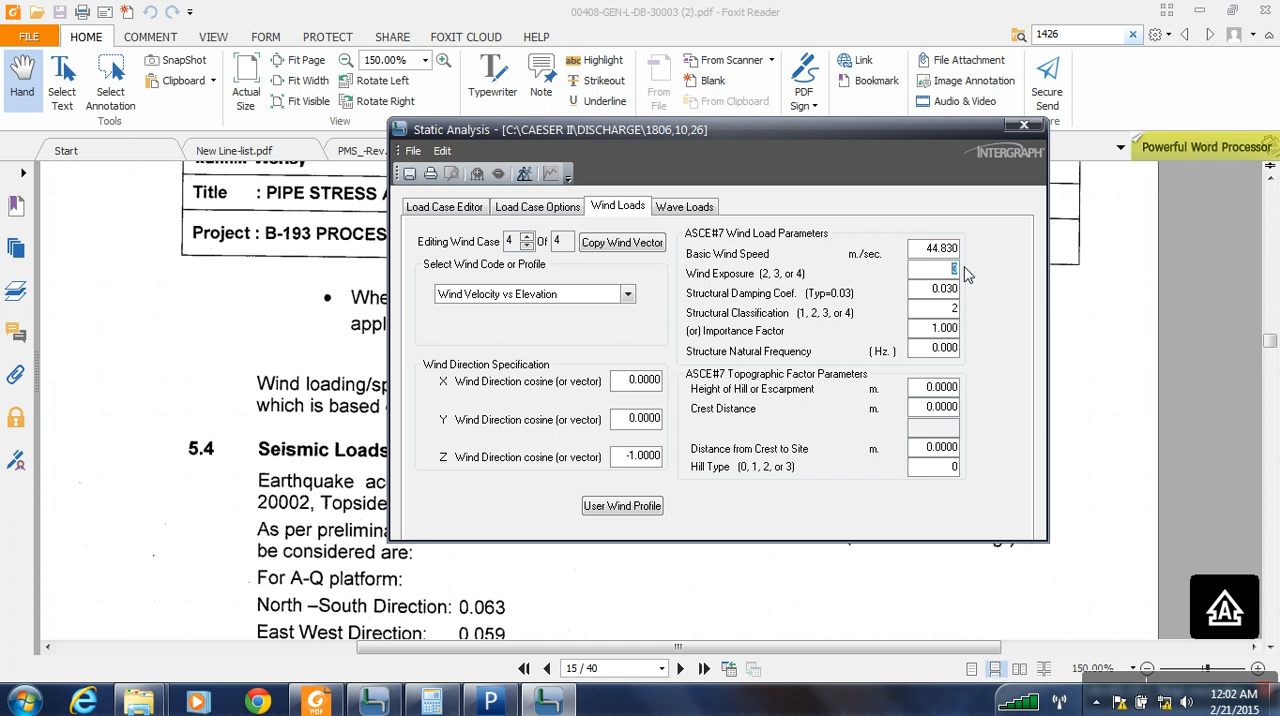 00408-GEN-L-DB-30003 (2).pdf - Foxit Reader
FILE HOME COMMENT VIEW FORM PROTECT SHARE FOXIT CLOUD HELP 1426
Hand
Select Text
Select Annotation
SnapShot
Clipboard
Tools
Actual Size
Fit Page
Fit Width
Fit Visible
150.00%
Rotate Left
Rotate Right
View
Typewriter
Note
Highlight
Strikeout
Underline
From File
From Scanner
Blank
From Clipboard
PDF Sign
Link
Bookmark
File Attachment
Image Annotation
Audio & Video
Secure Send
Start
New Line-list.pdf
PMS_-Rev.
Powerful Word Processor
Title : PIPE STRESS A
Project : B-193 PROCES
• Whe
appl
Wind loading/sp
which is based
5.4 Seismic Loads
Earthquake acc
20002, Topside
As per prelimina
be considered are:
For A-Q platform:
North –South Direction: 0.063
East West Direction: 0.059
Static Analysis - [C:\CAESER II\DISCHARGE\1806,10,26]
File Edit
INTERGRAPH
Load Case Editor
Load Case Options
Wind Loads
Wave Loads
Editing Wind Case 4 Of 4 Copy Wind Vector
Select Wind Code or Profile
Wind Velocity vs Elevation
Wind Direction Specification
X Wind Direction cosine (or vector) 0.0000
Y Wind Direction cosine (or vector) 0.0000
Z Wind Direction cosine (or vector) -1.0000
User Wind Profile
ASCE#7 Wind Load Parameters
Basic Wind Speed m./sec. 44.830
Wind Exposure (2, 3, or 4)
Structural Damping Coef. (Typ=0.03) 0.030
Structural Classification (1, 2, 3, or 4) 2
(or) Importance Factor 1.000
Structure Natural Frequency ( Hz. ) 0.000
ASCE#7 Topographic Factor Parameters
Height of Hill or Escarpment m. 0.0000
Crest Distance m. 0.0000
Distance from Crest to Site m. 0.0000
Hill Type (0, 1, 2, or 3) 0
15 / 40
150.00%
12:02 AM
2/21/2015